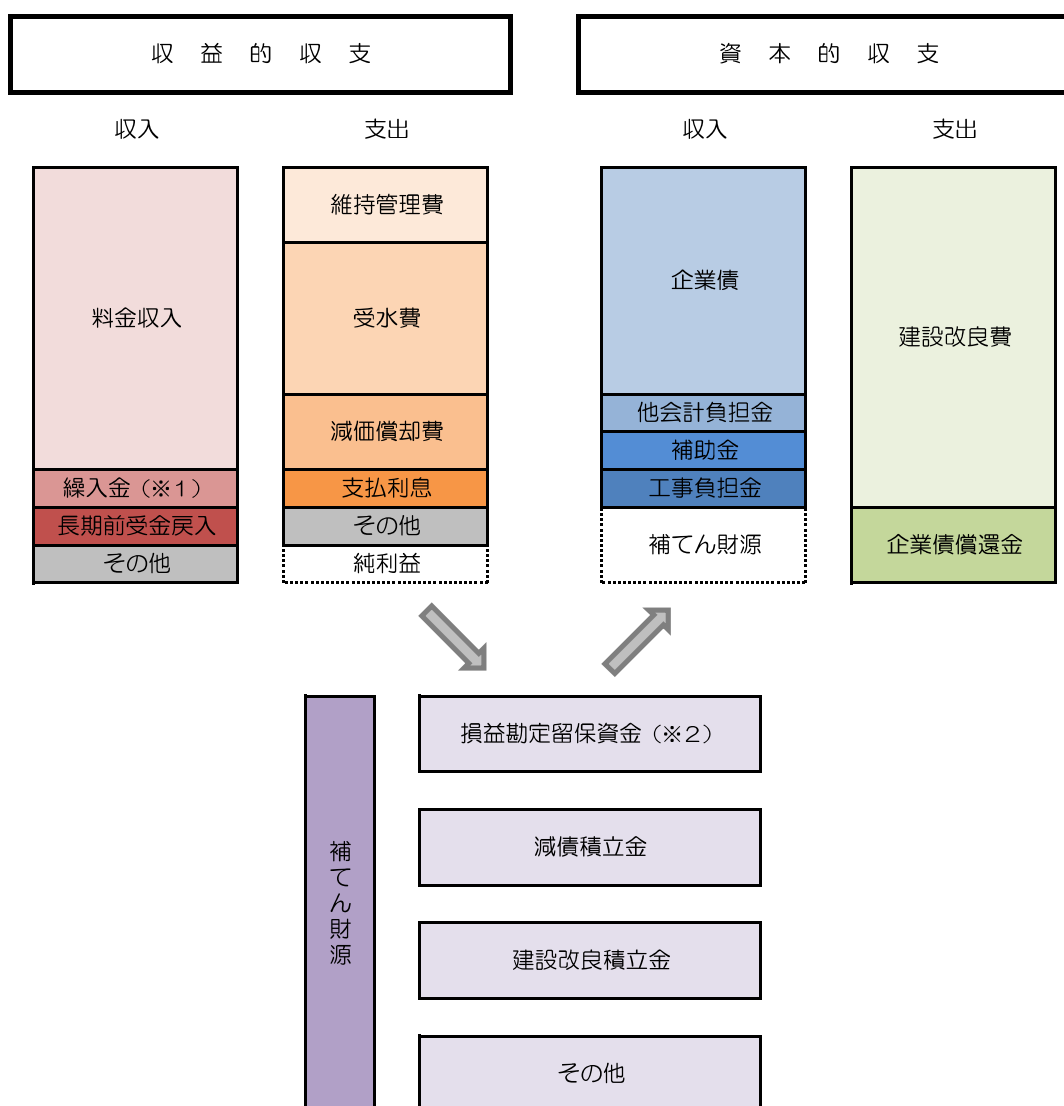 収益的収支
資本的収支
収入
支出
収入
支出
料金収入
繰入金（※１）
長期前受金戻入
その他
維持管理費
受水費
減価償却費
支払利息
その他
純利益
企業債
他会計負担金
補助金
工事負担金
補てん財源
建設改良費
企業債償還金
補てん財源
損益勘定留保資金（※２）
減債積立金
建設改良積立金
その他